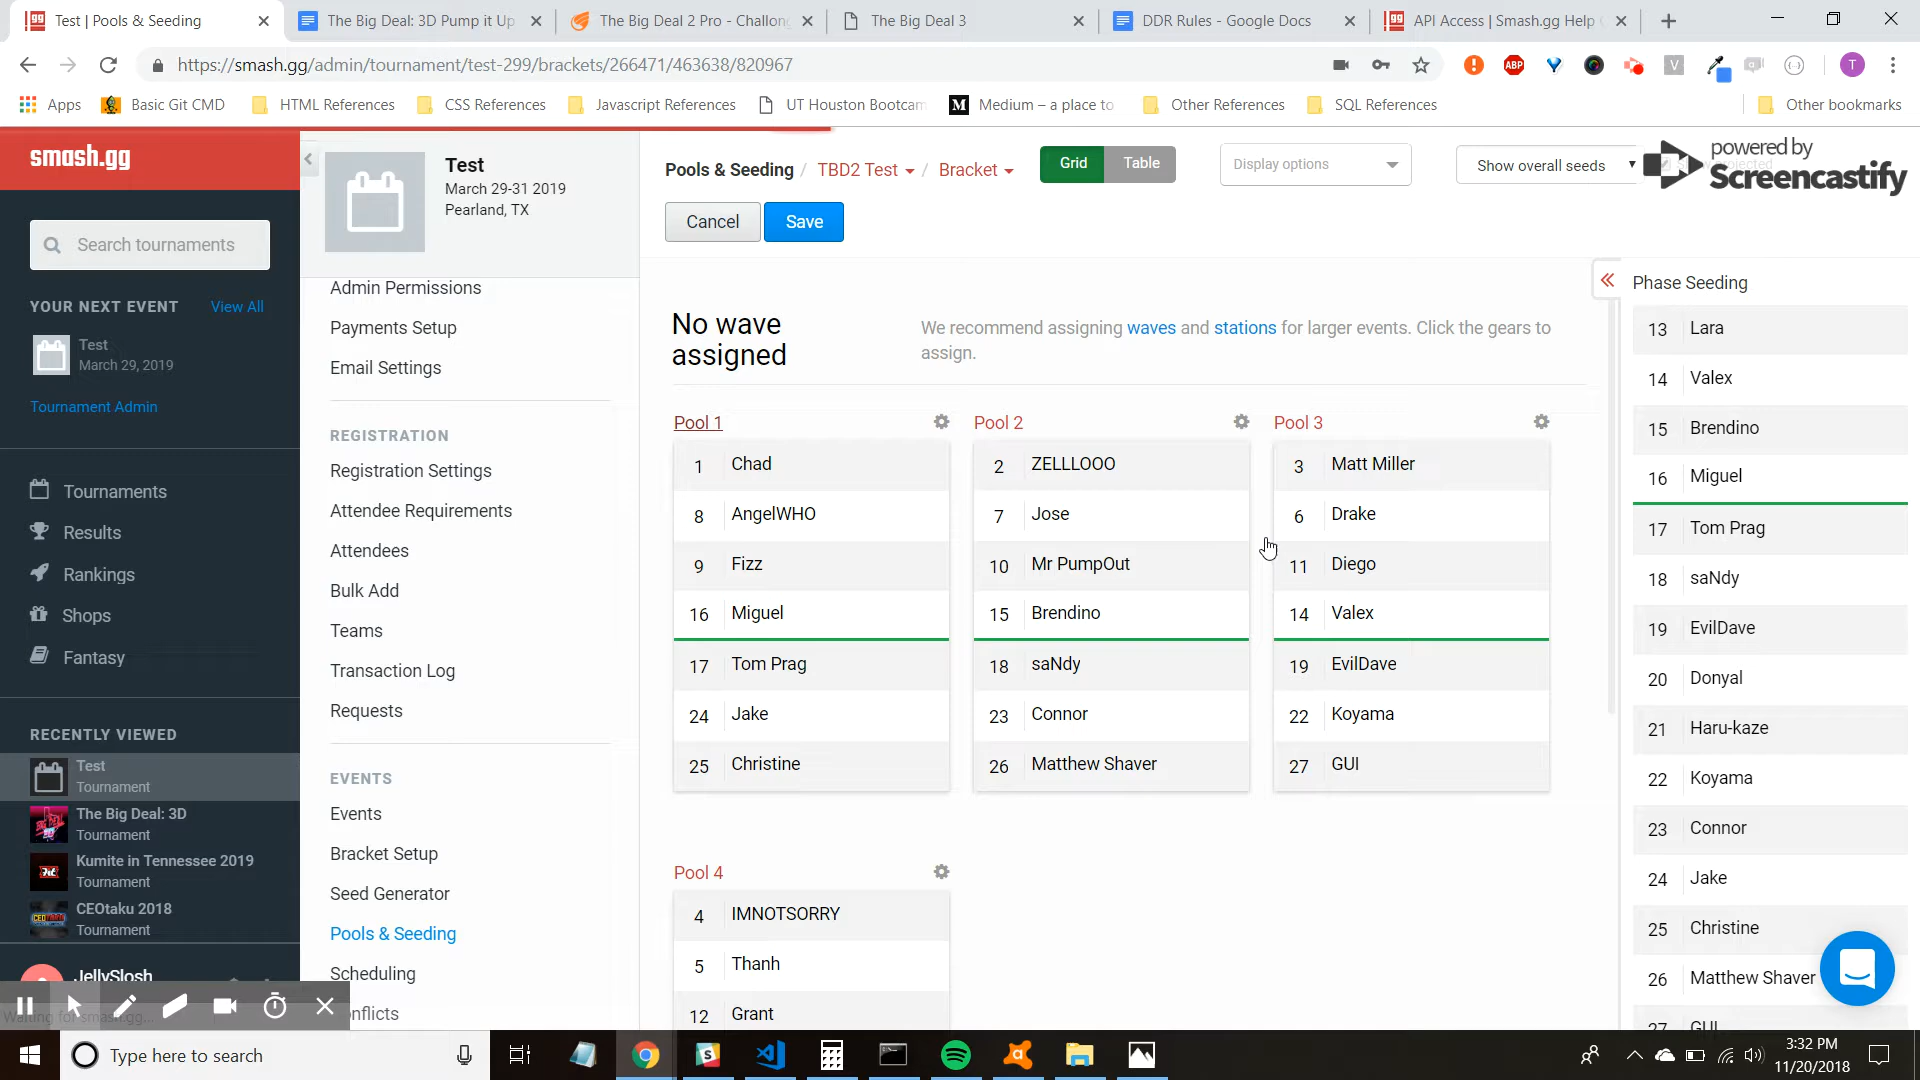 Test | Pools & Seeding
The Big Deal: 3D Pump it Up
The Big Deal 2 Pro - Challon
The Big Deal 3
DDR Rules - Google Docs
API Access | Smash.gg Help
https://smash.gg/admin/tournament/test-299/brackets/266471/463638/820967
ABP
V
T
Apps
Basic Git CMD
HTML References
CSS References
Javascript References
UT Houston Bootcam
M Medium – a place to
Other References
SQL References
Other bookmarks
smash.gg
Search tournaments
YOUR NEXT EVENT
View All
Test
March 29, 2019
Tournament Admin
Tournaments
Results
Rankings
Shops
Fantasy
RECENTLY VIEWED
Test
Tournament
The Big Deal: 3D
Tournament
Kumite in Tennessee 2019
Tournament
CEOtaku 2018
Tournament
JellySlosh
Waiting for smash.gg...
Test
March 29-31 2019
Pearland, TX
Admin Permissions
Payments Setup
Email Settings
REGISTRATION
Registration Settings
Attendee Requirements
Attendees
Bulk Add
Teams
Transaction Log
Requests
EVENTS
Events
Bracket Setup
Seed Generator
Pools & Seeding
Scheduling
onflicts
Pools & Seeding / TBD2 Test / Bracket
Grid
Table
Display options
Show overall seeds
powered by
Screencastify
Cancel
Save
No wave
assigned
We recommend assigning waves and stations for larger events. Click the gears to
assign.
Pool 1
1 Chad
8 AngelWHO
9 Fizz
16 Miguel
17 Tom Prag
24 Jake
25 Christine
Pool 2
2 ZELLLOOO
7 Jose
10 Mr PumpOut
15 Brendino
18 saNdy
23 Connor
26 Matthew Shaver
Pool 3
3 Matt Miller
6 Drake
11 Diego
14 Valex
19 EvilDave
22 Koyama
27 GUI
Pool 4
4 IMNOTSORRY
5 Thanh
12 Grant
Phase Seeding
13 Lara
14 Valex
15 Brendino
16 Miguel
17 Tom Prag
18 saNdy
19 EvilDave
20 Donyal
21 Haru-kaze
22 Koyama
23 Connor
24 Jake
25 Christine
26 Matthew Shaver
27 GUI
Type here to search
3:32 PM
11/20/2018